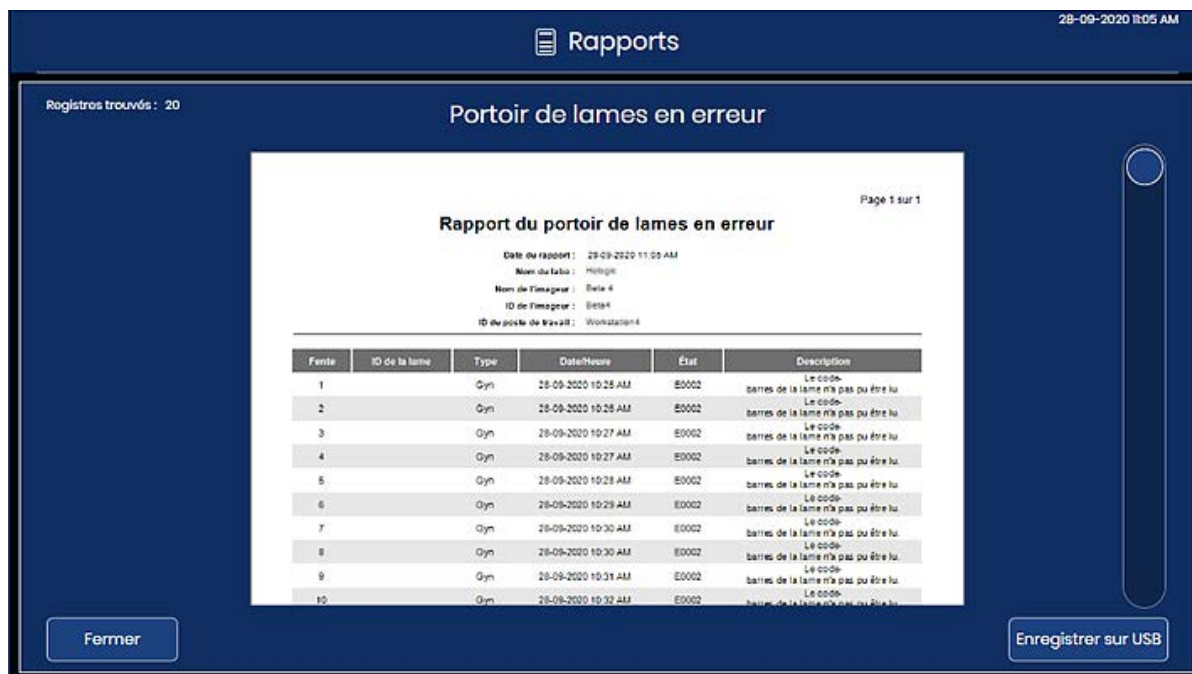 28-09-2020 11:05 AM
Rapports
Registres trouvés : 20
Portoir de lames en erreur
Page 1 sur 1
Rapport du portoir de lames en erreur
Date du rapport : 28-09-2020 11:05 AM
Nom du labo : Hologic
Nom de l'imageur : Beta 4
ID de l'imageur : Beta4
ID du poste de travail : Workstation4
Fente ID de la lame Type Date/Heure État Description
Le code-
1 Gyn 28-09-2020 10:25 AM E0002
barres de la lame n'a pas pu être lu.
Le code-
2 Gyn 28-09-2020 10:26 AM E0002
barres de la lame n'a pas pu être lu.
Le code-
3 Gyn 28-09-2020 10:27 AM E0002
barres de la lame n'a pas pu être lu.
Le code-
4 Gyn 28-09-2020 10:27 AM E0002
barres de la lame n'a pas pu être lu.
Le code-
5 Gyn 28-09-2020 10:28 AM E0002
barres de la lame n'a pas pu être lu.
Le code-
6 Gyn 28-09-2020 10:29 AM E0002
barres de la lame n'a pas pu être lu.
Le code-
7 Gyn 28-09-2020 10:30 AM E0002
barres de la lame n'a pas pu être lu.
Le code-
8 Gyn 28-09-2020 10:30 AM E0002
barres de la lame n'a pas pu être lu.
Le code-
9 Gyn 28-09-2020 10:31 AM E0002
barres de la lame n'a pas pu être lu.
Le code-
10 Gyn 28-09-2020 10:32 AM E0002
barres de la lame n'a pas pu être lu.
Fermer
Enregistrer sur USB